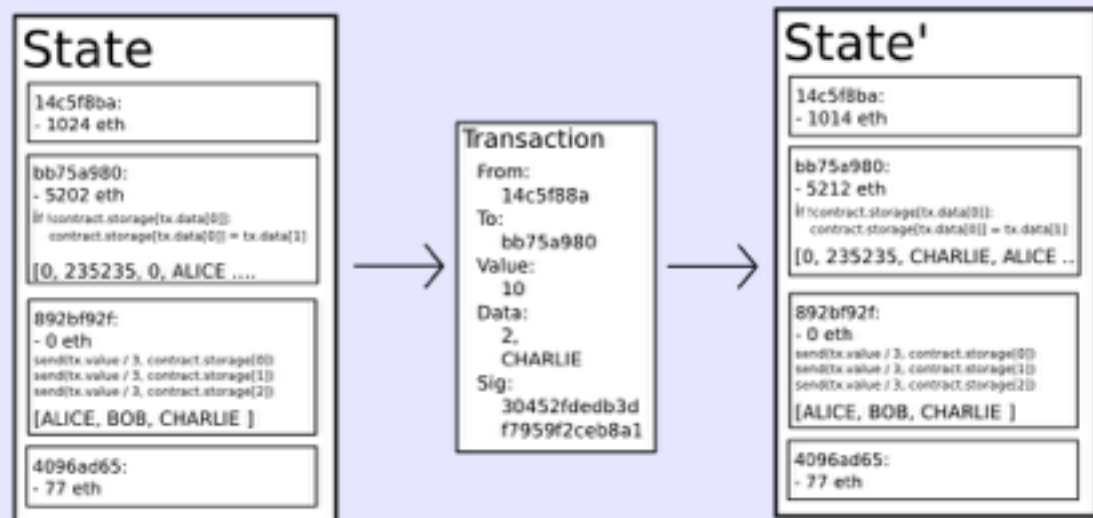 State
14c5f8ba:
- 1024 eth
bb75a980:
- 5202 eth
if !contract.storage[tx.data[0]]:
contract.storage[tx.data[0]] = tx.data[1]
[0, 235235, 0, ALICE ....
892bf92f:
- 0 eth
send(tx.value / 3, contract.storage[0])
send(tx.value / 3, contract.storage[1])
send(tx.value / 3, contract.storage[2])
[ALICE, BOB, CHARLIE ]
4096ad65:
- 77 eth
Transaction
From:
14c5f88a
To:
bb75a980
Value:
10
Data:
2,
CHARLIE
Sig:
30452fdedb3d
f7959f2ceb8a1
State'
14c5f8ba:
- 1014 eth
bb75a980:
- 5212 eth
if !contract.storage[tx.data[0]]:
contract.storage[tx.data[0]] = tx.data[1]
[0, 235235, CHARLIE, ALICE ..
892bf92f:
- 0 eth
send(tx.value / 3, contract.storage[0])
send(tx.value / 3, contract.storage[1])
send(tx.value / 3, contract.storage[2])
[ALICE, BOB, CHARLIE ]
4096ad65:
- 77 eth